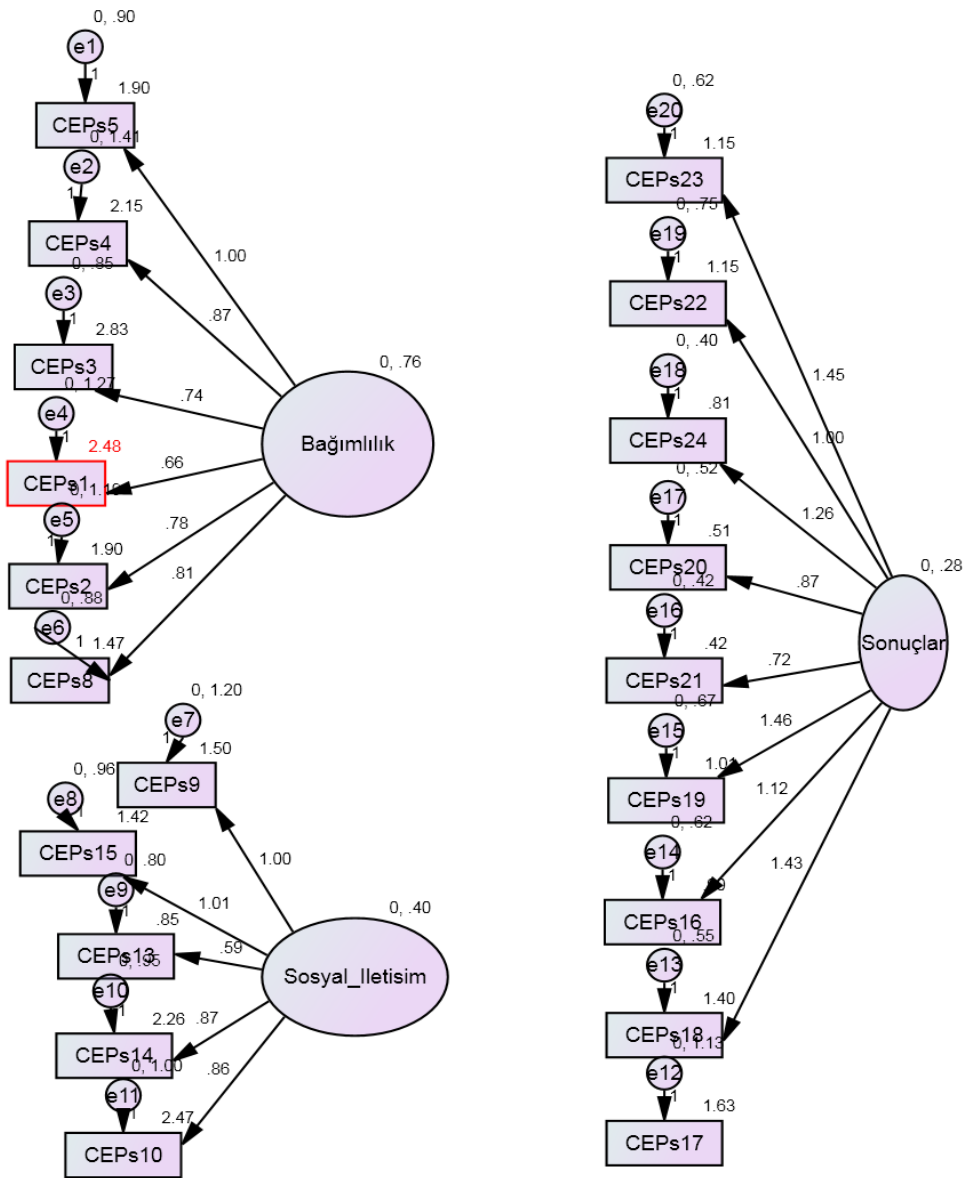 0, .90
e1
1
1.90
CEPs5
0, 1.41
e2
1
2.15
CEPs4
0, .85
e3
1
2.83
CEPs3
0, 1.27
e4
1
2.48
CEPs1
e5
1
1.90
CEPs2
0, .88
e6
1
1.47
CEPs8
1.00
.87
.74
.66
.78
.81
0, .76
Bağımlılık
0, 1.20
e7
1
1.50
CEPs9
0, .96
e8
1
1.42
CEPs15
0, .80
e9
1
.85
CEPs13
0, .95
e10
1
2.26
CEPs14
0, 1.00
e11
1
2.47
CEPs10
1.00
1.01
.59
.87
.86
0, .40
Sosyal_Iletisim
0, .62
e20
1
1.15
CEPs23
0, .75
e19
1
1.15
CEPs22
0, .40
e18
1
.81
CEPs24
0, .52
e17
1
.51
CEPs20
0, .42
e16
1
.42
CEPs21
0, .67
e15
1
1.01
CEPs19
0, .62
e14
1
CEPs16
0, .55
e13
1
1.40
CEPs18
0, 1.13
e12
1
1.63
CEPs17
1.45
1.00
1.26
.87
.72
1.46
1.12
1.43
0, .28
Sonuçlar